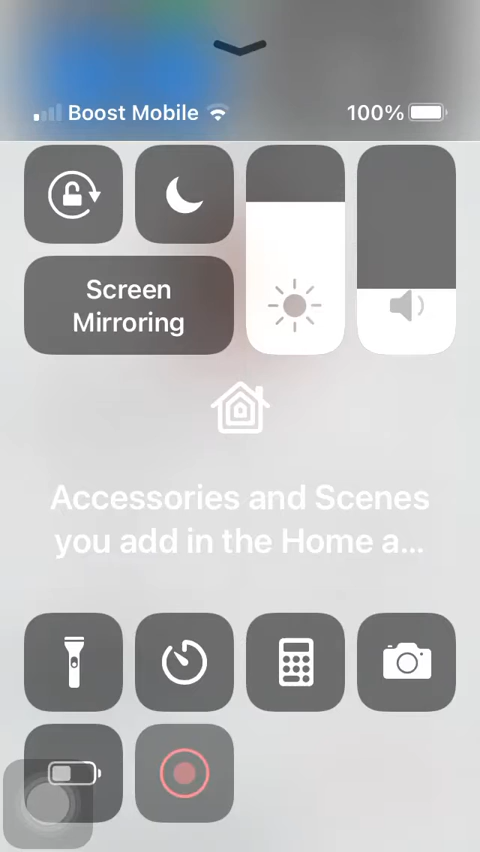 Boost Mobile
100%
Screen
Mirroring
Accessories and Scenes
you add in the Home a...